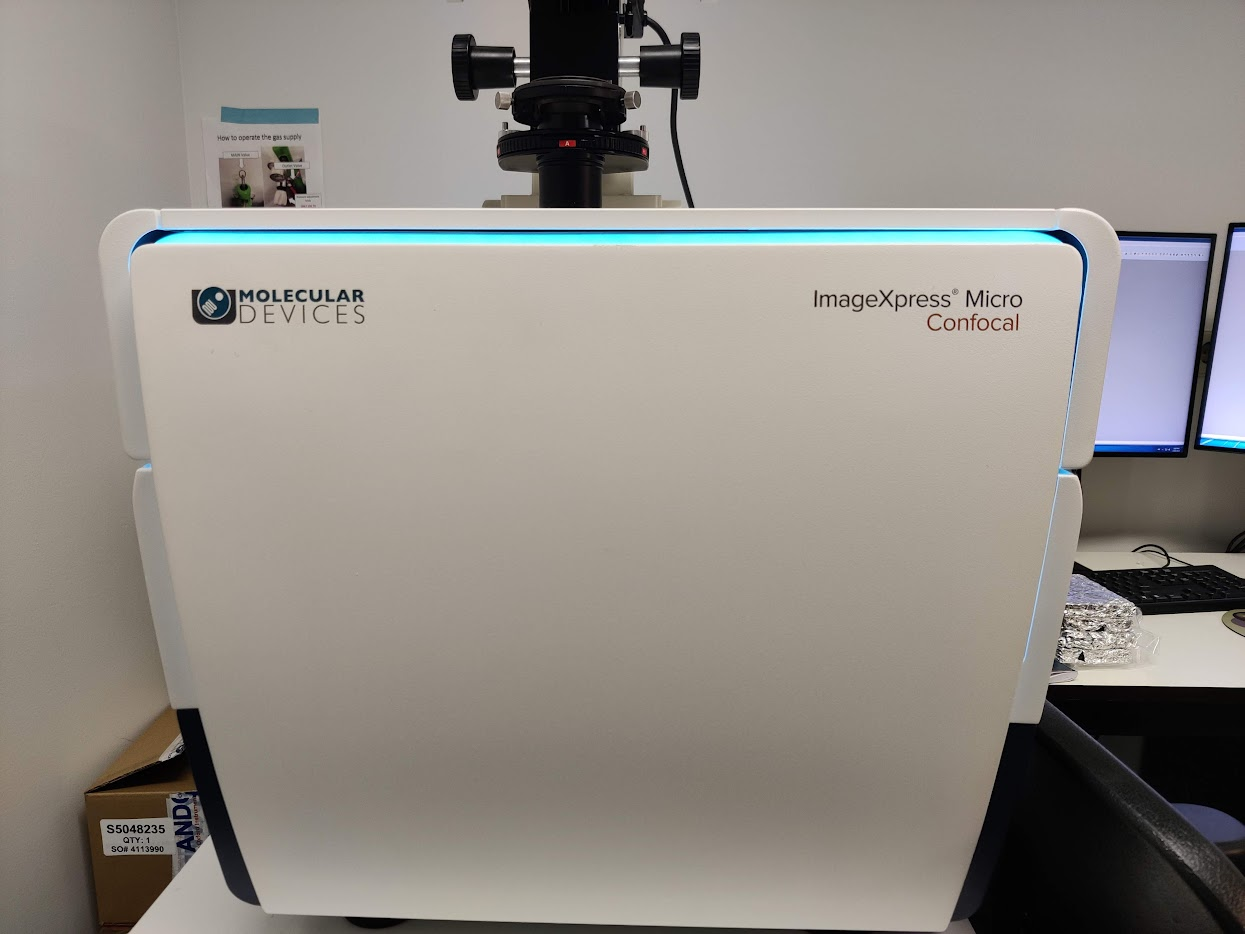 How to operate the gas supply
A
MOLECULAR
DEVICES
ImageXpress® Micro
Confocal
S5048235
QTY: 1
SO# 4113990